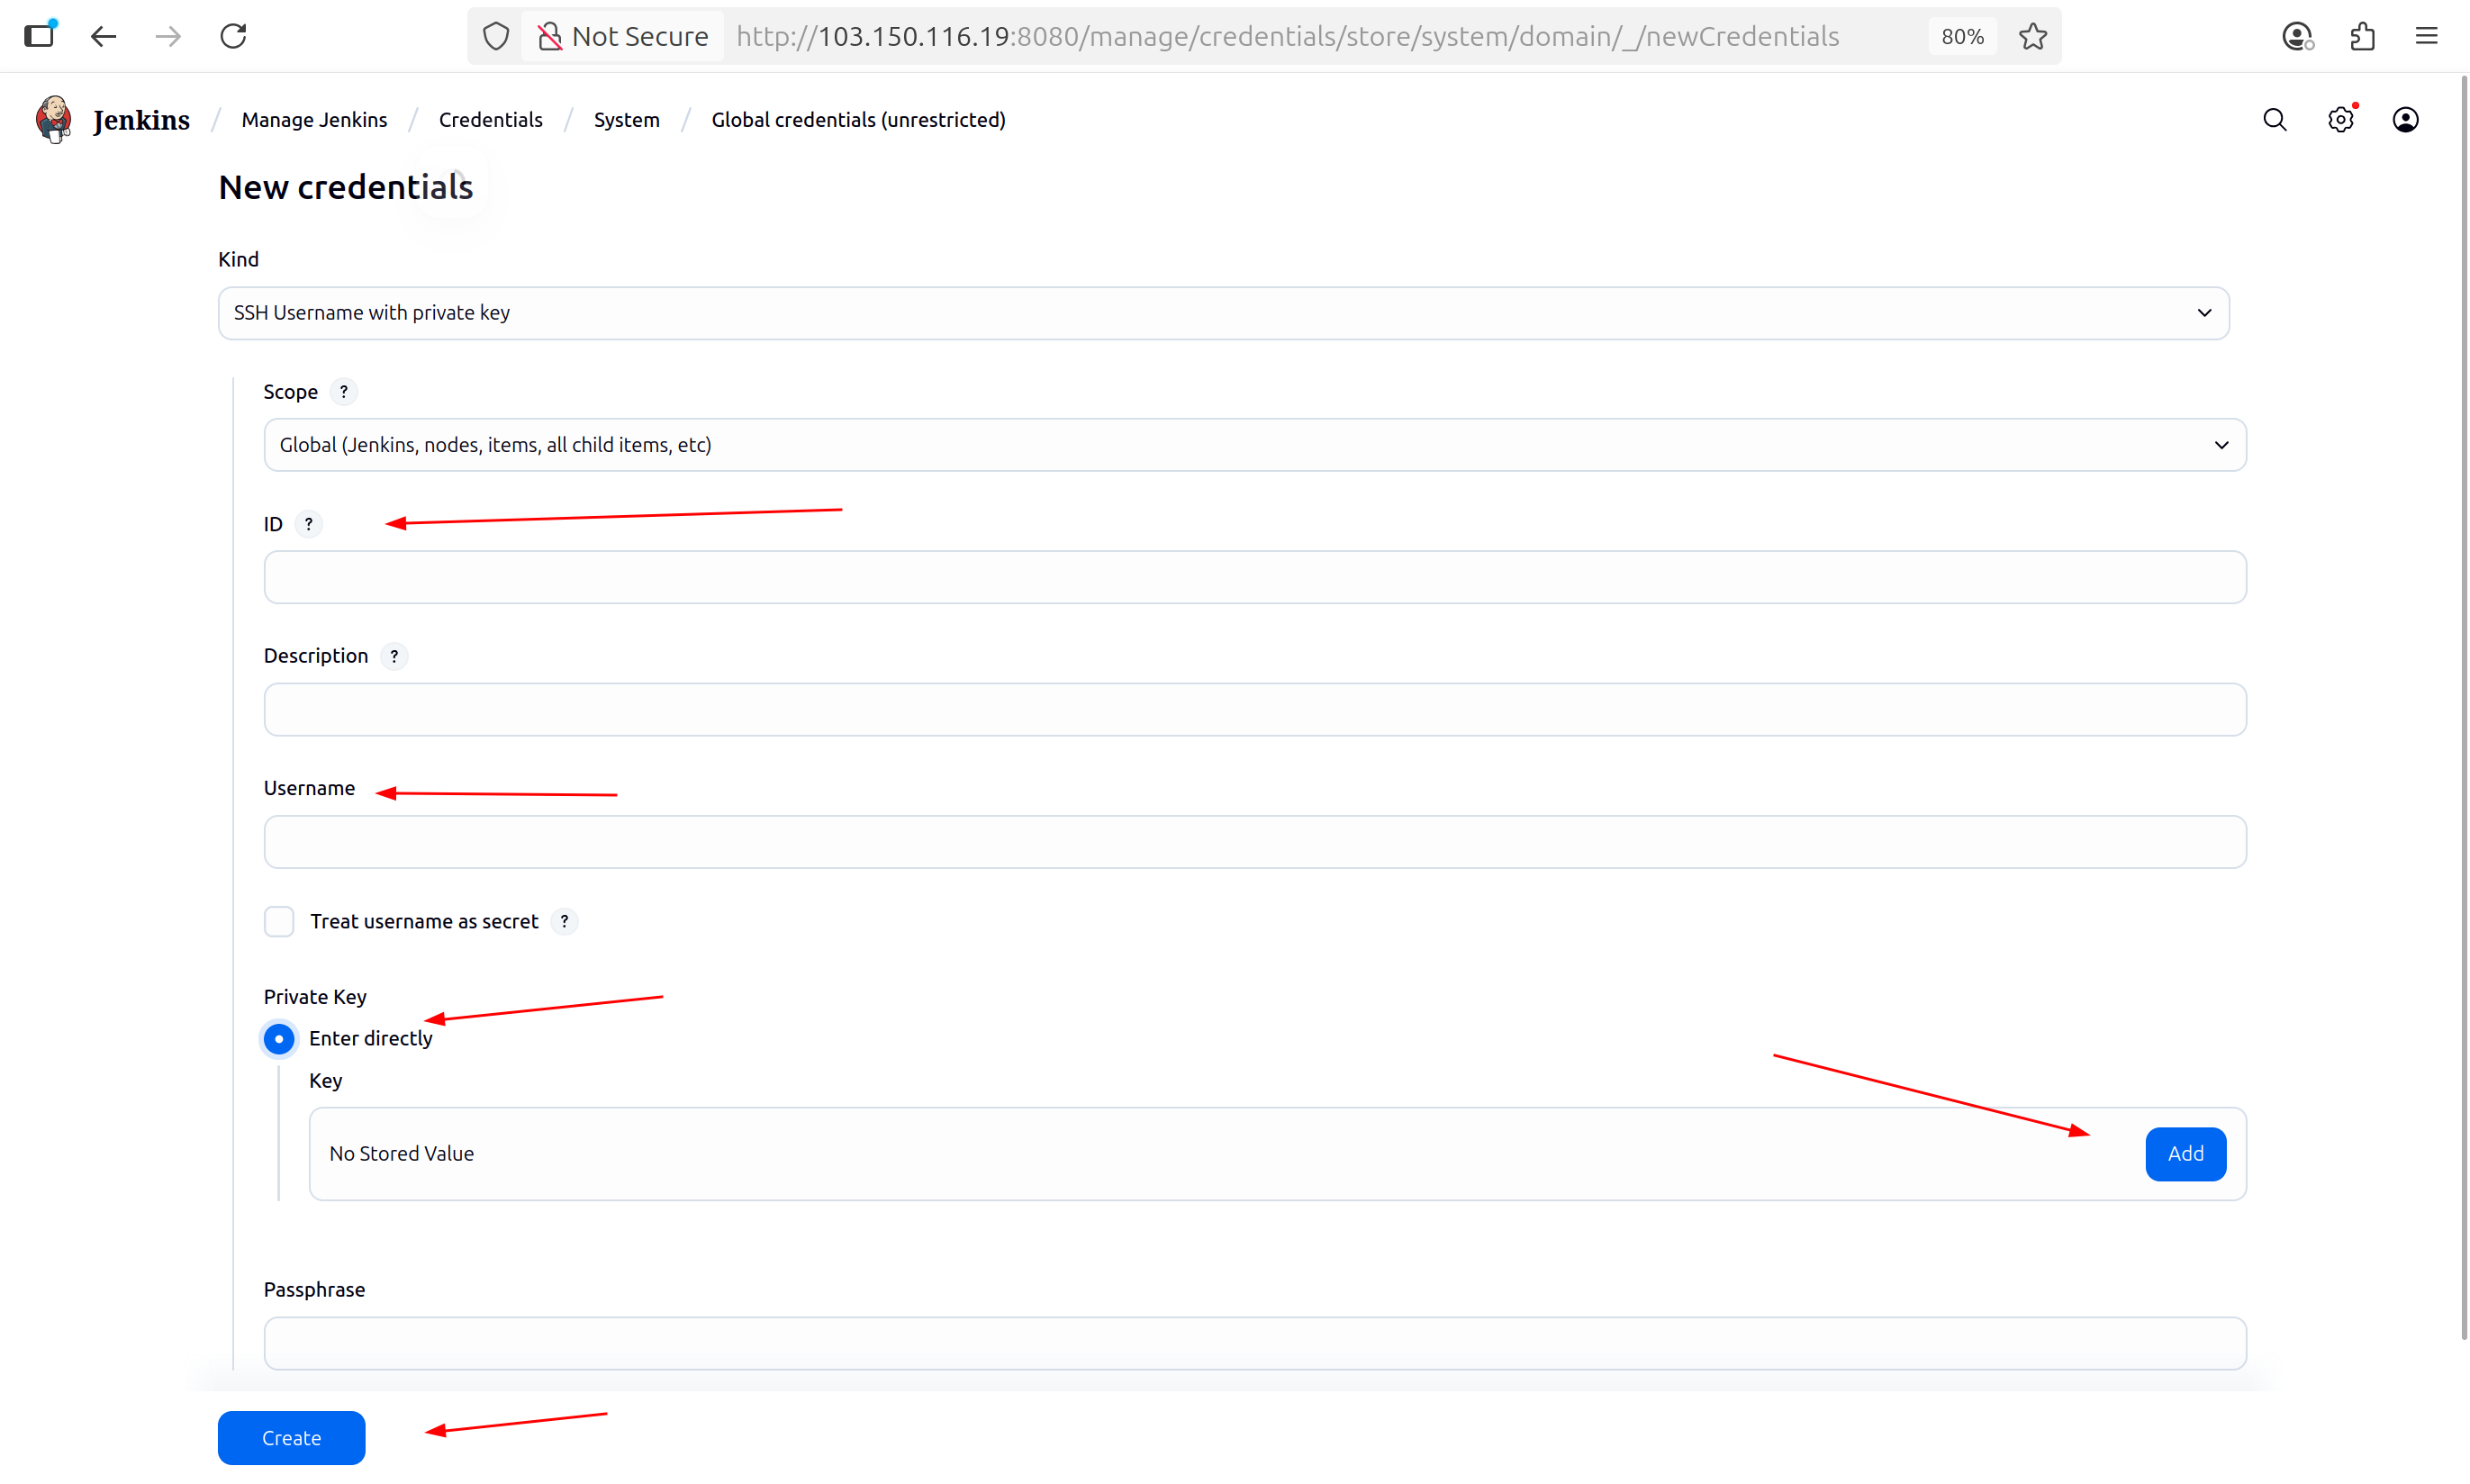 Not Secure http://103.150.116.19:8080/manage/credentials/store/system/domain/_/newCredentials 80%
Jenkins / Manage Jenkins / Credentials / System / Global credentials (unrestricted)
New credentials
Kind
SSH Username with private key
Scope ?
Global (Jenkins, nodes, items, all child items, etc)
ID ?
Description ?
Username
Treat username as secret ?
Private Key
Enter directly
Key
No Stored Value
Add
Passphrase
Create